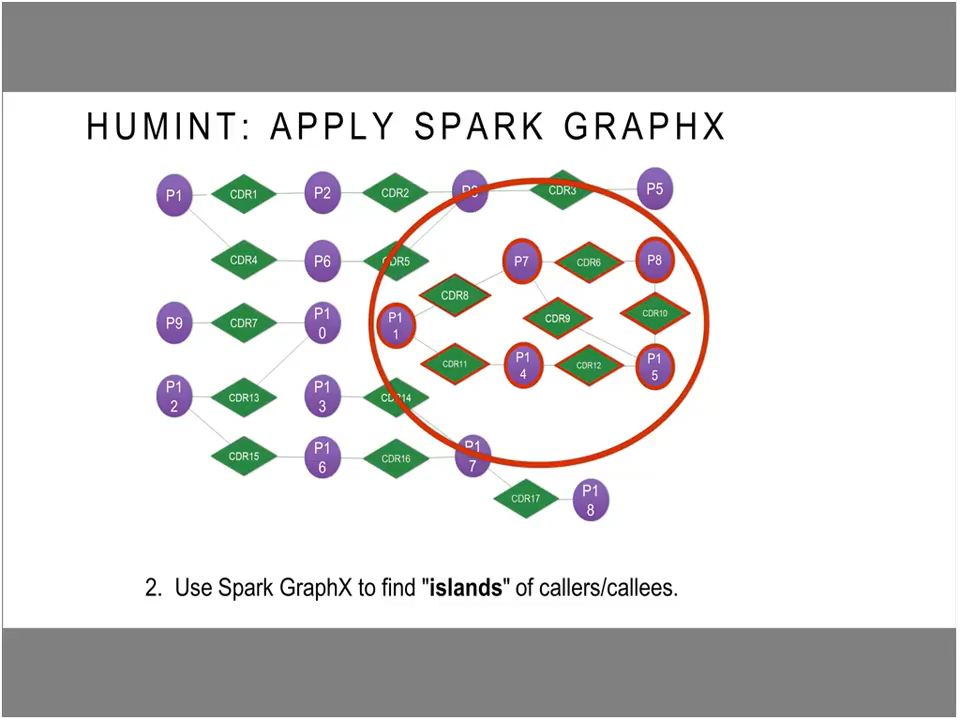 HUMINT: APPLY SPARK GRAPHX
P1 CDR1 P2 CDR2 CDR3 P5
CDR4 P6 CDR5 P7 CDR6 P8
CDR8
P9 CDR7 P1
0 P1
1 CDR9 CDR10
CDR11 P1
4 CDR12 P1
5
P1
2 CDR13 P1
3 CDR14
CDR15 P1
6 CDR16 P1
7
CDR17 P1
8
2. Use Spark GraphX to find "islands" of callers/callees.